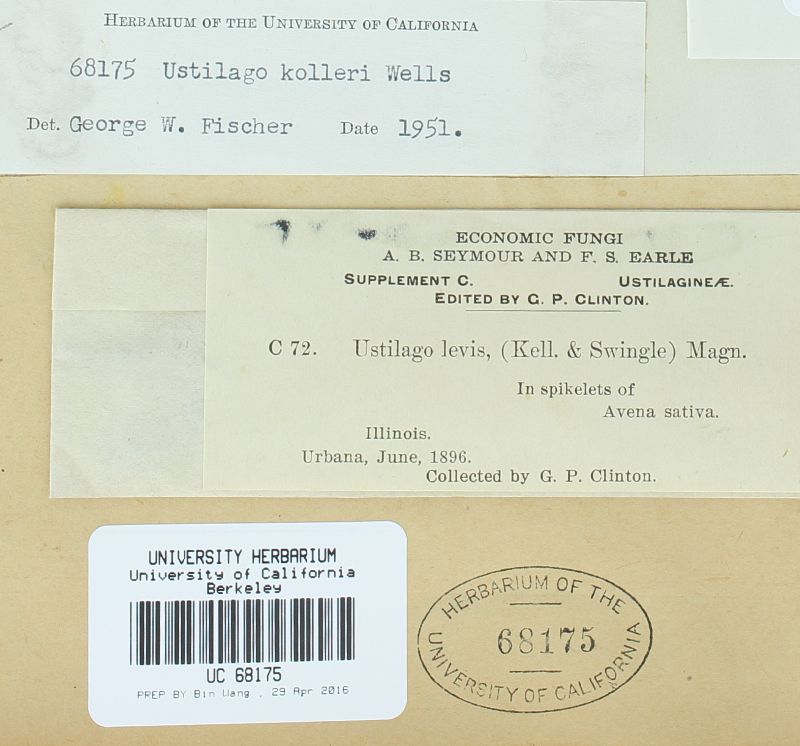 HERBARIUM OF THE UNIVERSITY OF CALIFORNIA
68175 Ustilago kolleri Wells
Det. George W. Fischer Date 1951.
ECONOMIC FUNGI
A. B. SEYMOUR AND F. S. EARLE
SUPPLEMENT C. USTILAGINEÆ.
EDITED BY G. P. CLINTON.
C 72. Ustilago levis, (Kell. & Swingle) Magn.
In spikelets of
Avena sativa.
Illinois.
Urbana, June, 1896.
Collected by G. P. Clinton.
UNIVERSITY HERBARIUM
University of California
Berkeley
UC 68175
PREP BY Bin Wang , 29 Apr 2016
HERBARIUM OF THE
68175
UNIVERSITY OF CALIFORNIA